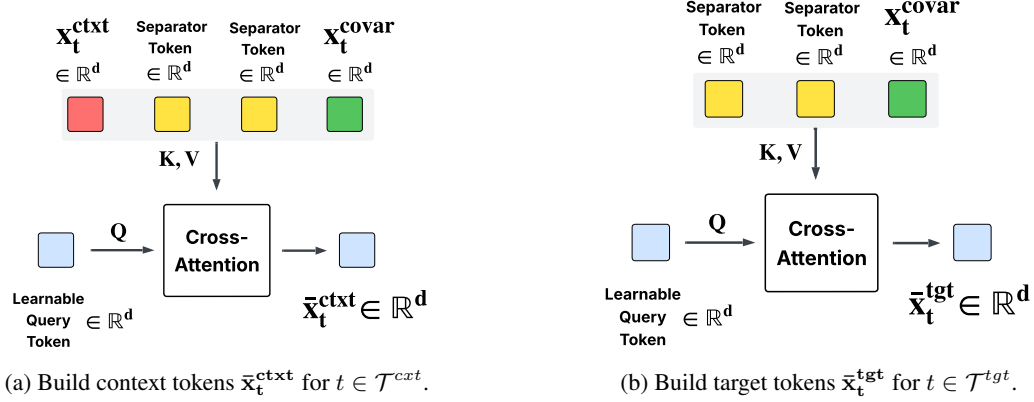 x_t^ctxt
∈ ℝ^d
Separator
Token
∈ ℝ^d
Separator
Token
∈ ℝ^d
x_t^covar
∈ ℝ^d
K, V
Q
Cross-
Attention
Learnable
Query
Token
∈ ℝ^d
x̄_t^ctxt ∈ ℝ^d
(a) Build context tokens x̄_t^ctxt for t ∈ 𝒯^cxt.
Separator
Token
∈ ℝ^d
Separator
Token
∈ ℝ^d
x_t^covar
∈ ℝ^d
K, V
Q
Cross-
Attention
Learnable
Query
Token
∈ ℝ^d
x̄_t^tgt ∈ ℝ^d
(b) Build target tokens x̄_t^tgt for t ∈ 𝒯^tgt.